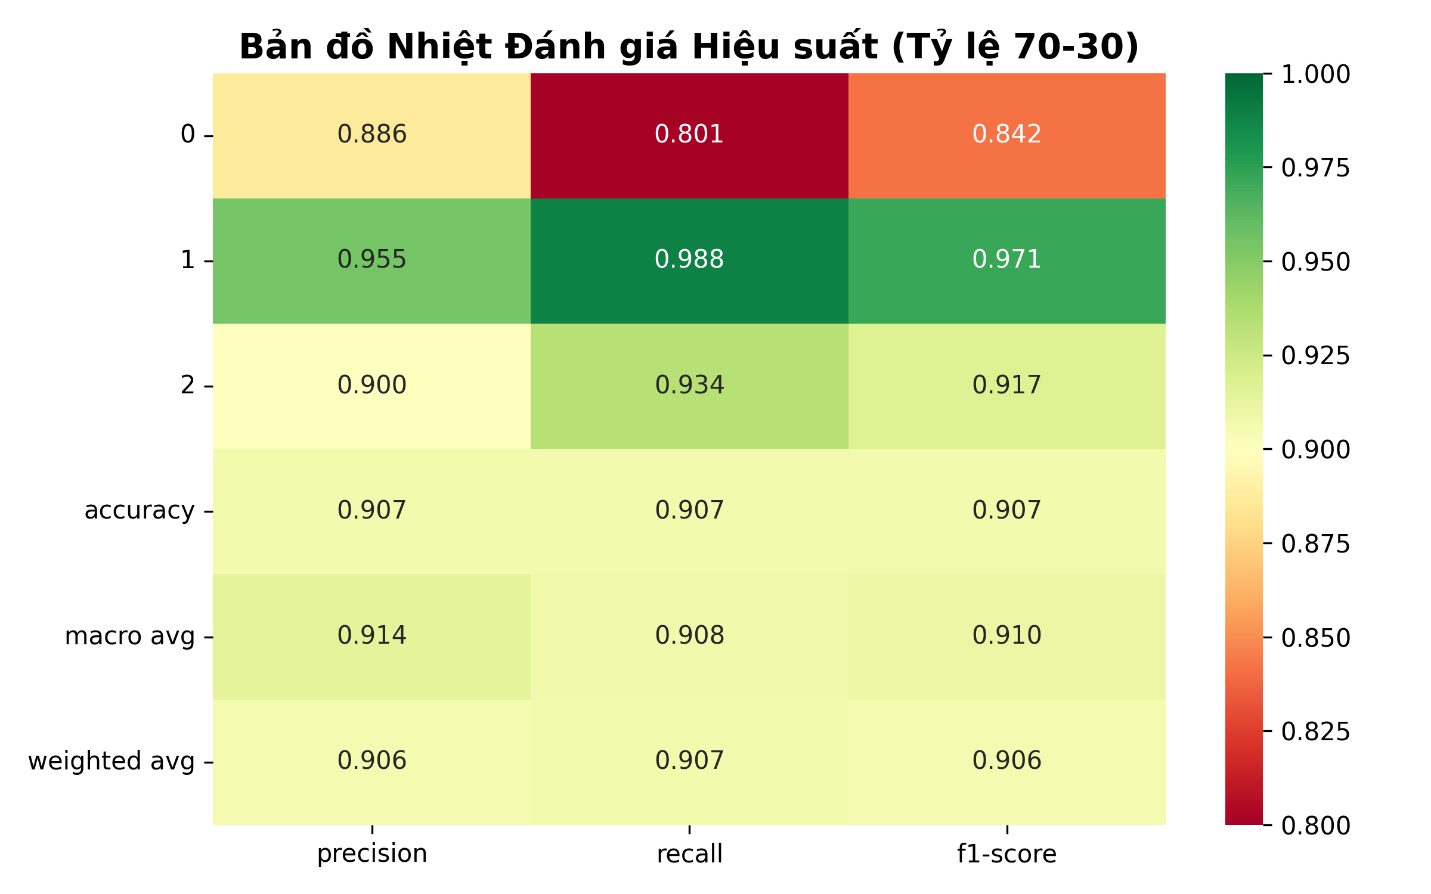 Bản đồ Nhiệt Đánh giá Hiệu suất (Tỷ lệ 70-30)
0 0.886 0.801 0.842
1 0.955 0.988 0.971
2 0.900 0.934 0.917
accuracy 0.907 0.907 0.907
macro avg 0.914 0.908 0.910
weighted avg 0.906 0.907 0.906
precision recall f1-score
1.000
0.975
0.950
0.925
0.900
0.875
0.850
0.825
0.800